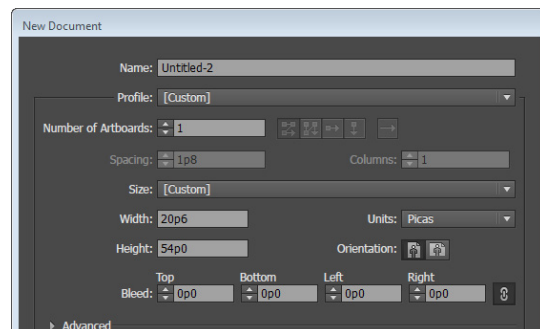 New Document
Name: Untitled-2
Profile: [Custom]
Number of Artboards: 1
Spacing: 1p8 Columns: 1
Size: [Custom]
Width: 20p6 Units: Picas
Height: 54p0 Orientation:
Top Bottom Left Right
Bleed: 0p0 0p0 0p0 0p0
Advanced